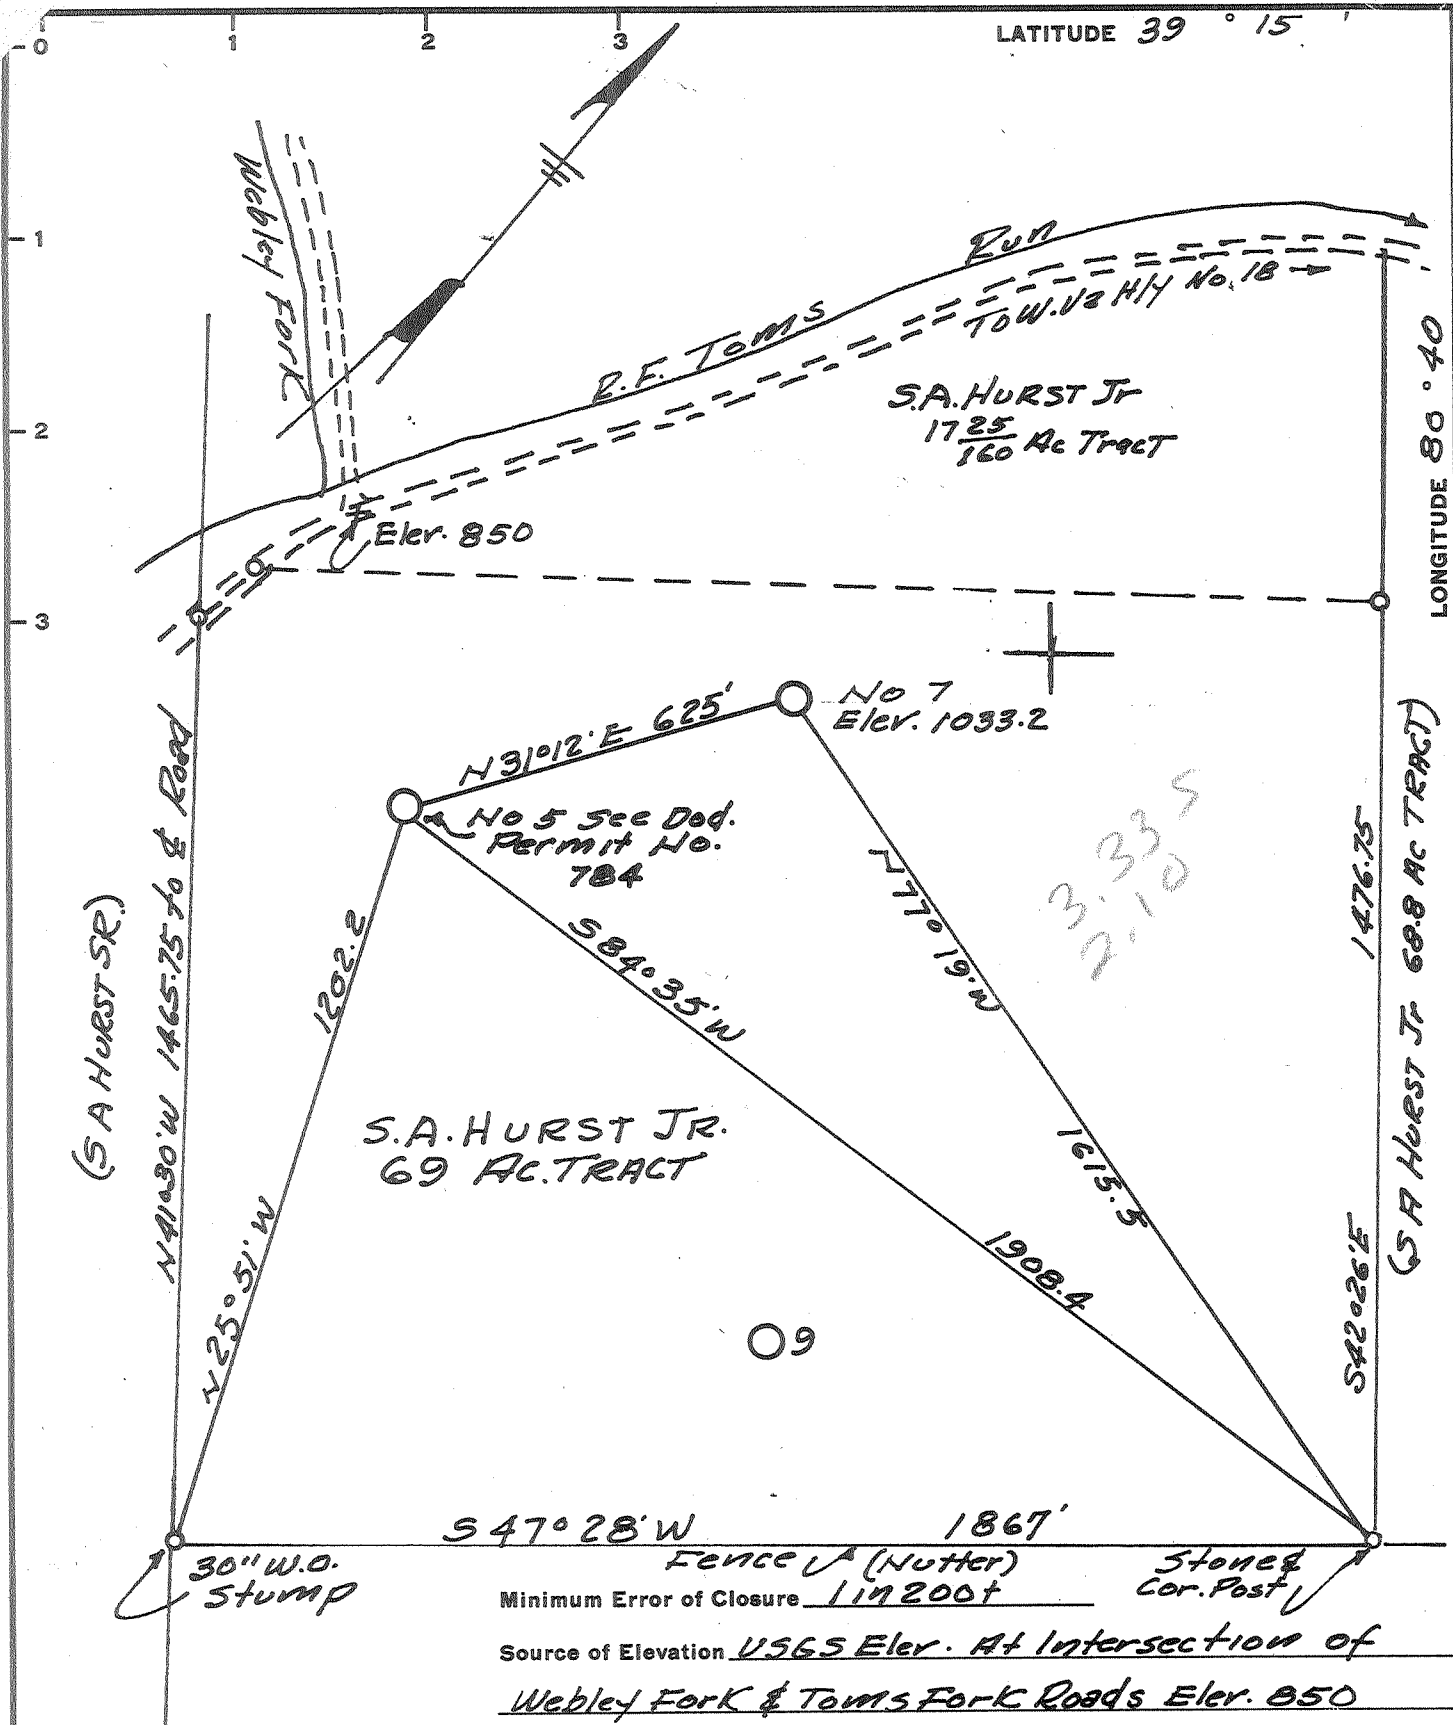 0
1
2
3
LATITUDE 39 ° 15 '
1
2
3
LONGITUDE 80 ° 40
Webley Fork
R.F. Toms Run
To W.Va H/y No. 18 →
S.A. HURST Jr
17 25/160 Ac Tract
Elev. 850
No 7
Elev. 1033.2
N 31° 12' E 625'
No 5 See Dod.
Permit No.
784
3.33 S
2.10
(S A HURST SR.)
N 41° 30' W 1465.75 to ₵ Road
1202.2
N 25° 51' W
S 84° 35' W
1908.4
N 77° 19' W
1615.5
1476.75
S 42° 26' E
(S A HURST Jr 68.8 Ac TRACT)
S.A. HURST JR.
69 AC. TRACT
9
S 47° 28' W 1867'
30" W.O.
Stump
Fence (Nutter)
Stone &
Cor. Post
Minimum Error of Closure 1 in 200+
Source of Elevation USGS Elev. At Intersection of
Webley Fork & Toms Fork Roads Elev. 850